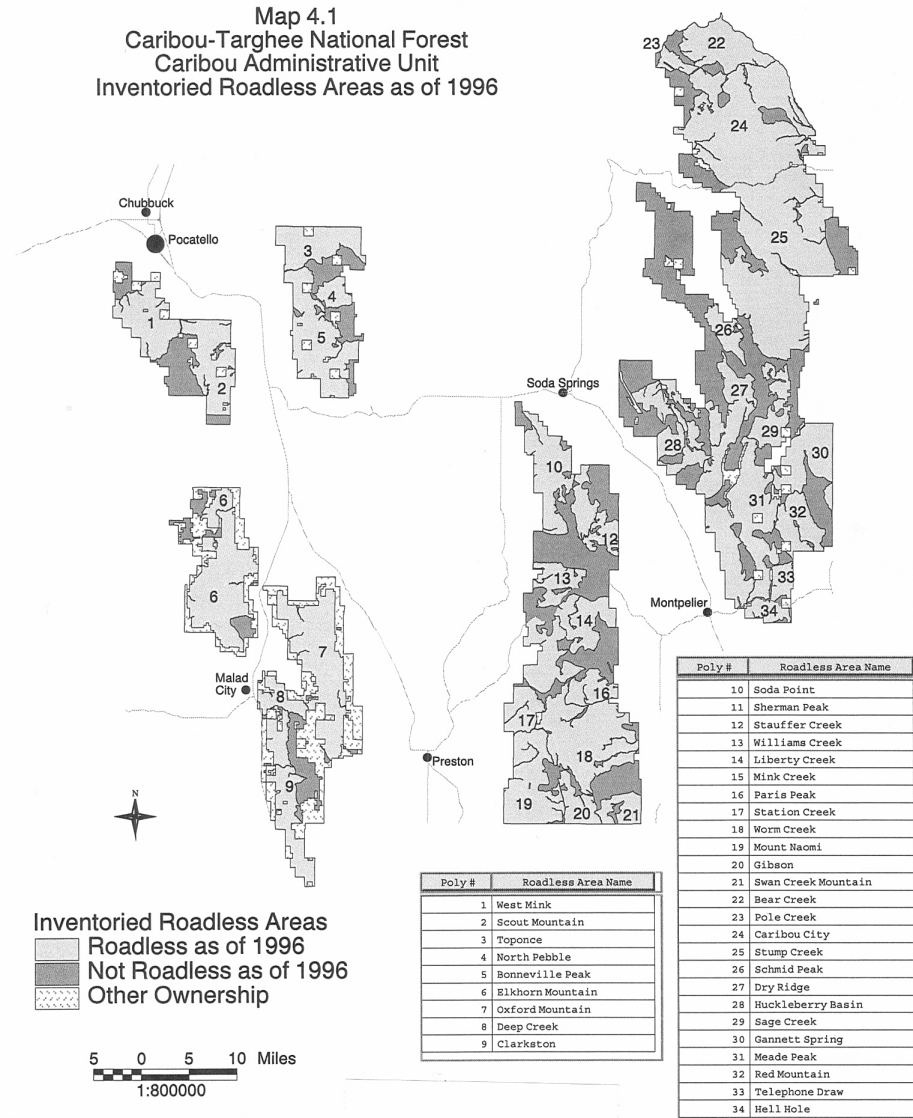 Map 4.1
Caribou-Targhee National Forest
Caribou Administrative Unit
Inventoried Roadless Areas as of 1996
23
22
24
25
Chubbuck
Pocatello
3
4
5
1
2
26
27
Soda Springs
29
28
30
10
31
32
12
6
6
13
33
Montpelier
34
14
7
Malad
City
8
16
17
18
Preston
9
19
20
21
N
Poly # Roadless Area Name
10 Soda Point
11 Sherman Peak
12 Stauffer Creek
13 Williams Creek
14 Liberty Creek
15 Mink Creek
16 Paris Peak
17 Station Creek
18 Worm Creek
19 Mount Naomi
20 Gibson
21 Swan Creek Mountain
22 Bear Creek
23 Pole Creek
24 Caribou City
25 Stump Creek
26 Schmid Peak
27 Dry Ridge
28 Huckleberry Basin
29 Sage Creek
30 Gannett Spring
31 Meade Peak
32 Red Mountain
33 Telephone Draw
34 Hell Hole
Poly # Roadless Area Name
1 West Mink
2 Scout Mountain
3 Toponce
4 North Pebble
5 Bonneville Peak
6 Elkhorn Mountain
7 Oxford Mountain
8 Deep Creek
9 Clarkston
Inventoried Roadless Areas
Roadless as of 1996
Not Roadless as of 1996
Other Ownership
5 0 5 10 Miles
1:800000